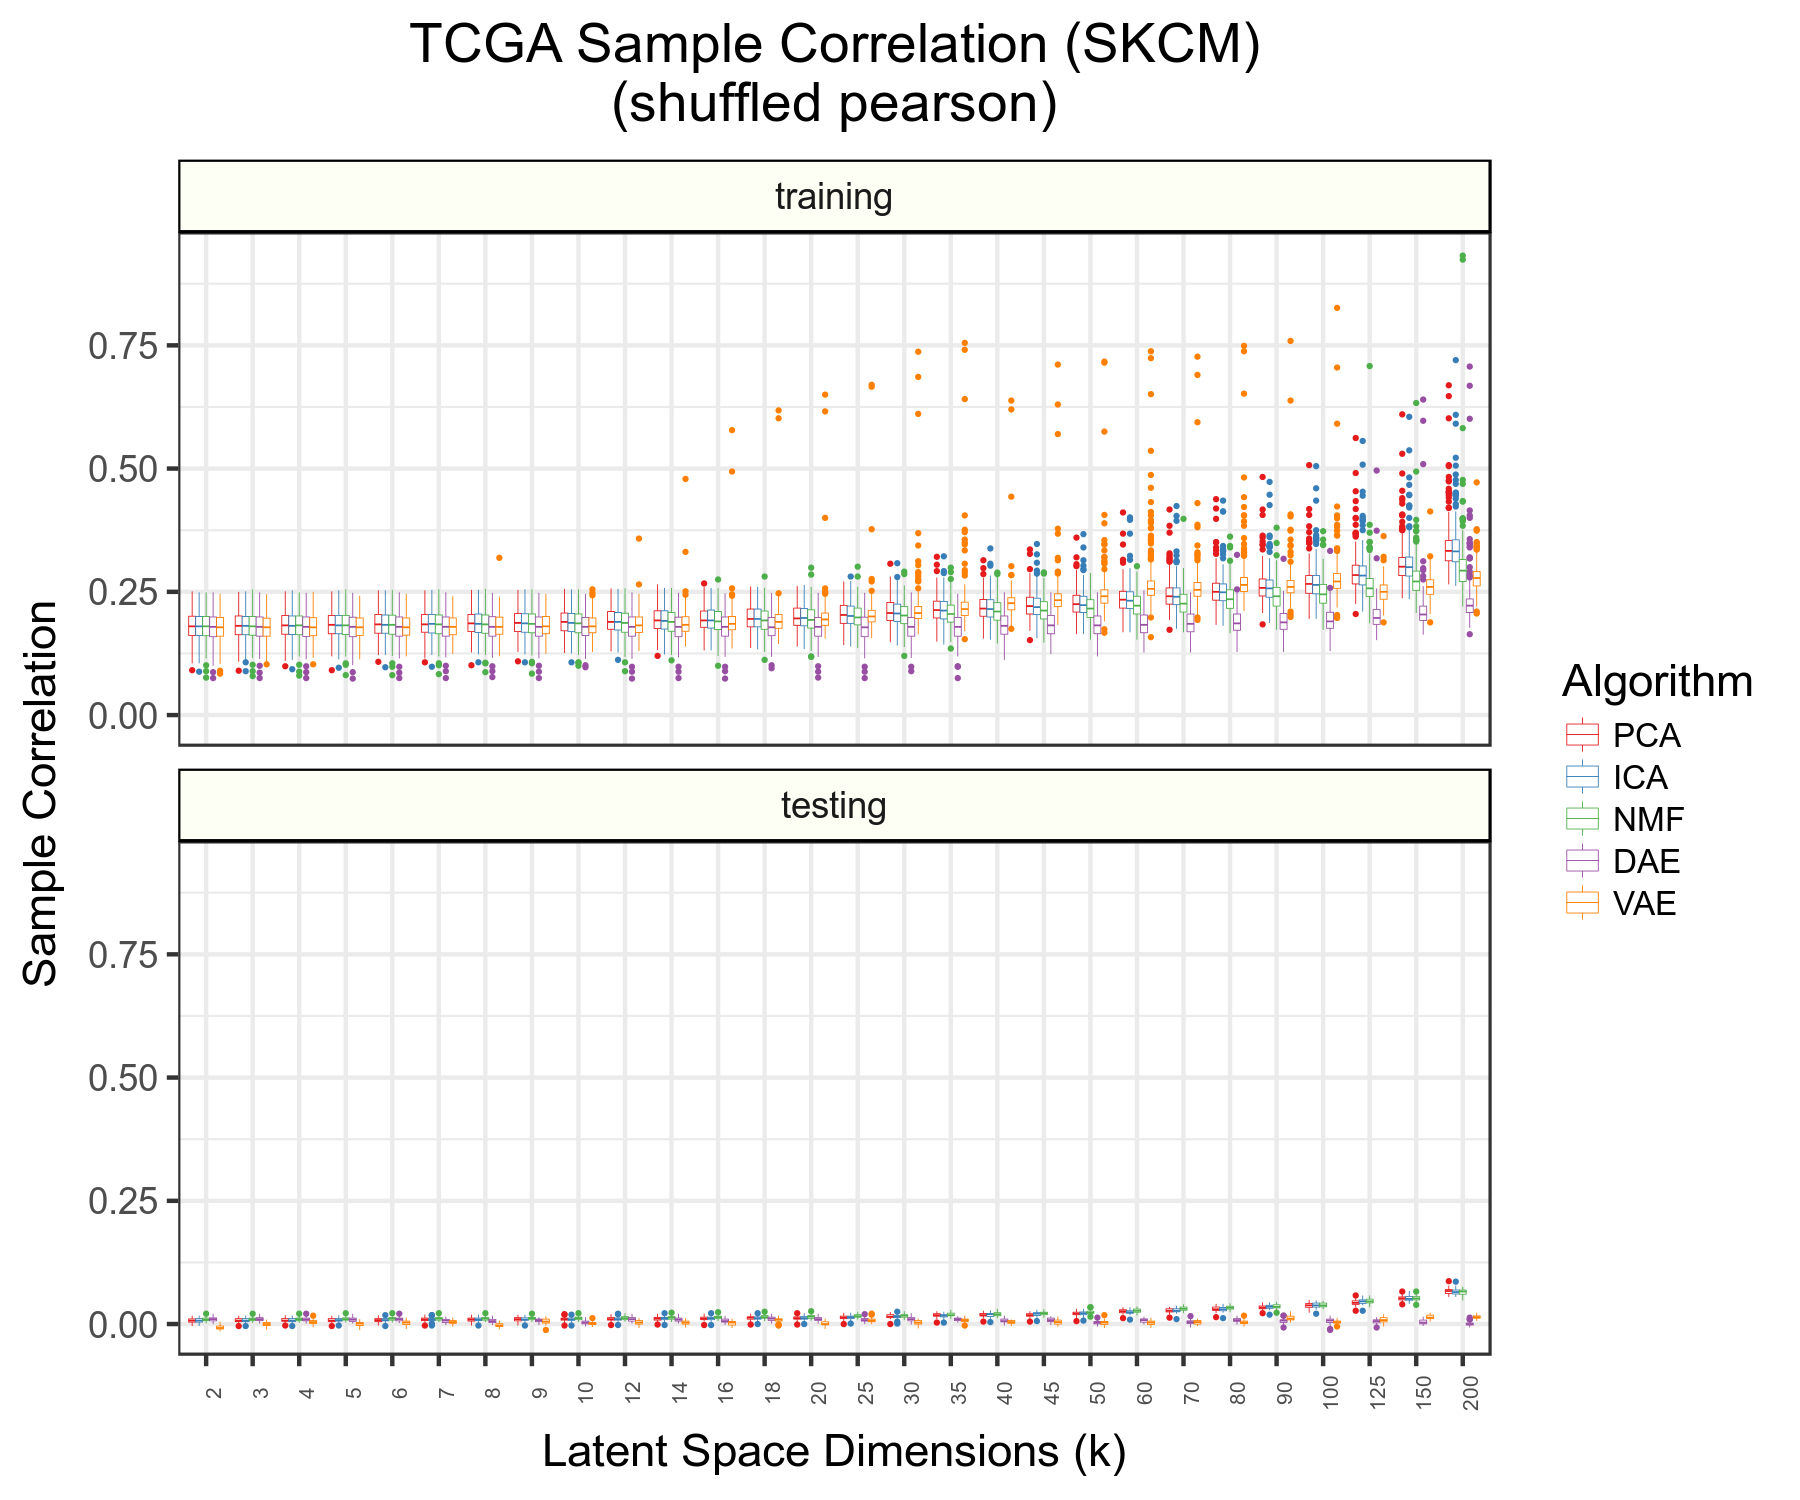 TCGA Sample Correlation (SKCM)
(shuffled pearson)
training
0.75
0.50
0.25
0.00
testing
0.75
0.50
0.25
0.00
Sample Correlation
2 3 4 5 6 7 8 9 10 12 14 16 18 20 25 30 35 40 45 50 60 70 80 90 100 125 150 200
Latent Space Dimensions (k)
Algorithm
PCA
ICA
NMF
DAE
VAE